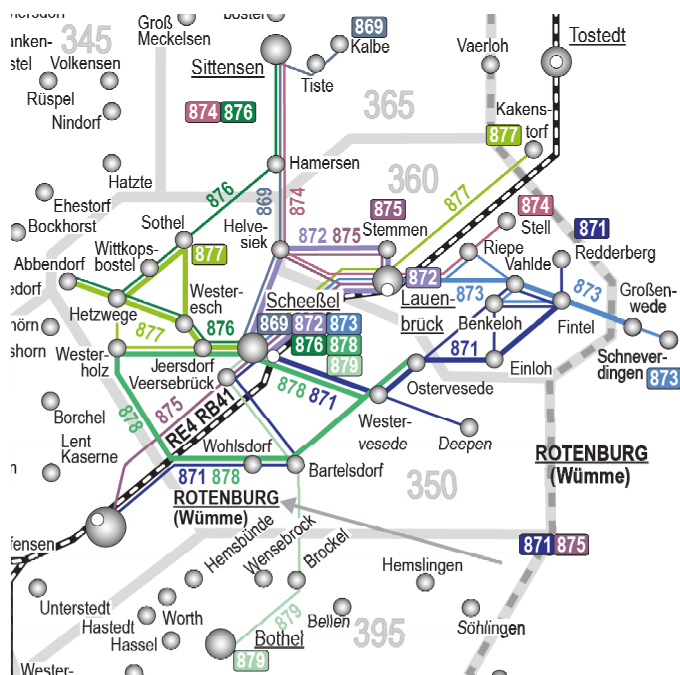 Groß
Meckelsen
869
Kalbe
345
Tostedt
stel
Volkensen
Sittensen
Tiste
Vaerloh
Rüspel
Nindorf
874 876
365
Kakens-
torf
877
Hamersen
Hatzte
360
876
869
874
877
Ehestorf
Bockhorst
Sothel
875
874
Stell
871
Helve-
siek
872 875
Stemmen
Wittkops-
bostel
877
Riepe
Redderberg
Abbendorf
872
Vahlde
edorf
Wester-
esch
Scheeßel
Lauen-
brück
873
873
Großen-
wede
Hetzwege
876
869 872 873
Benkeloh
Fintel
877
876 878
shorn
Wester-
holz
879
871
Schnever-
dingen
873
Jeersdorf
Veersebrück
Einloh
Ostervesede
878 871
Borchel
878
875
RE4 RB41
Wester-
vesede
Deepen
Lent
Kaserne
Wohlsdorf
ROTENBURG
(Wümme)
871 878
Bartelsdorf
350
ROTENBURG
(Wümme)
fensen
Hemsbünde
Wensebrock
Brockel
871 875
Hemslingen
Unterstedt
Worth
879
Bellen
Hastedt
Hassel
Söhlingen
Bothel
395
879
Wester-